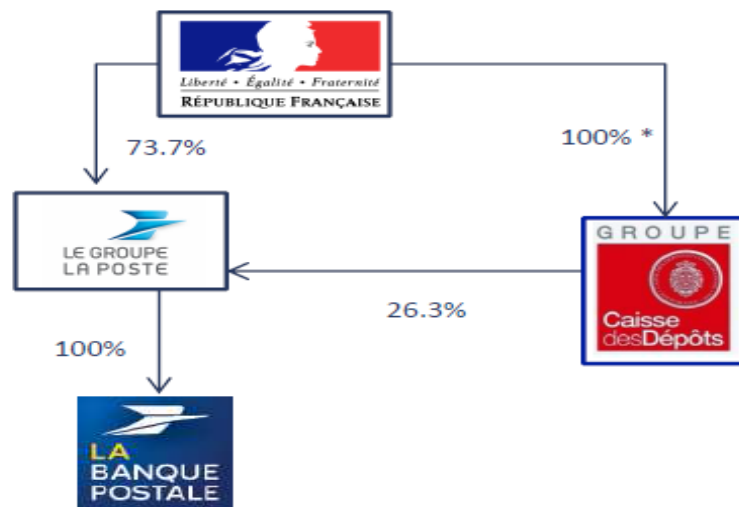 Liberté • Égalité • Fraternité
RÉPUBLIQUE FRANÇAISE
73.7%
100% *
LE GROUPE
LA POSTE
GROUPE
Caisse
desDépôts
26.3%
100%
LA
BANQUE
POSTALE